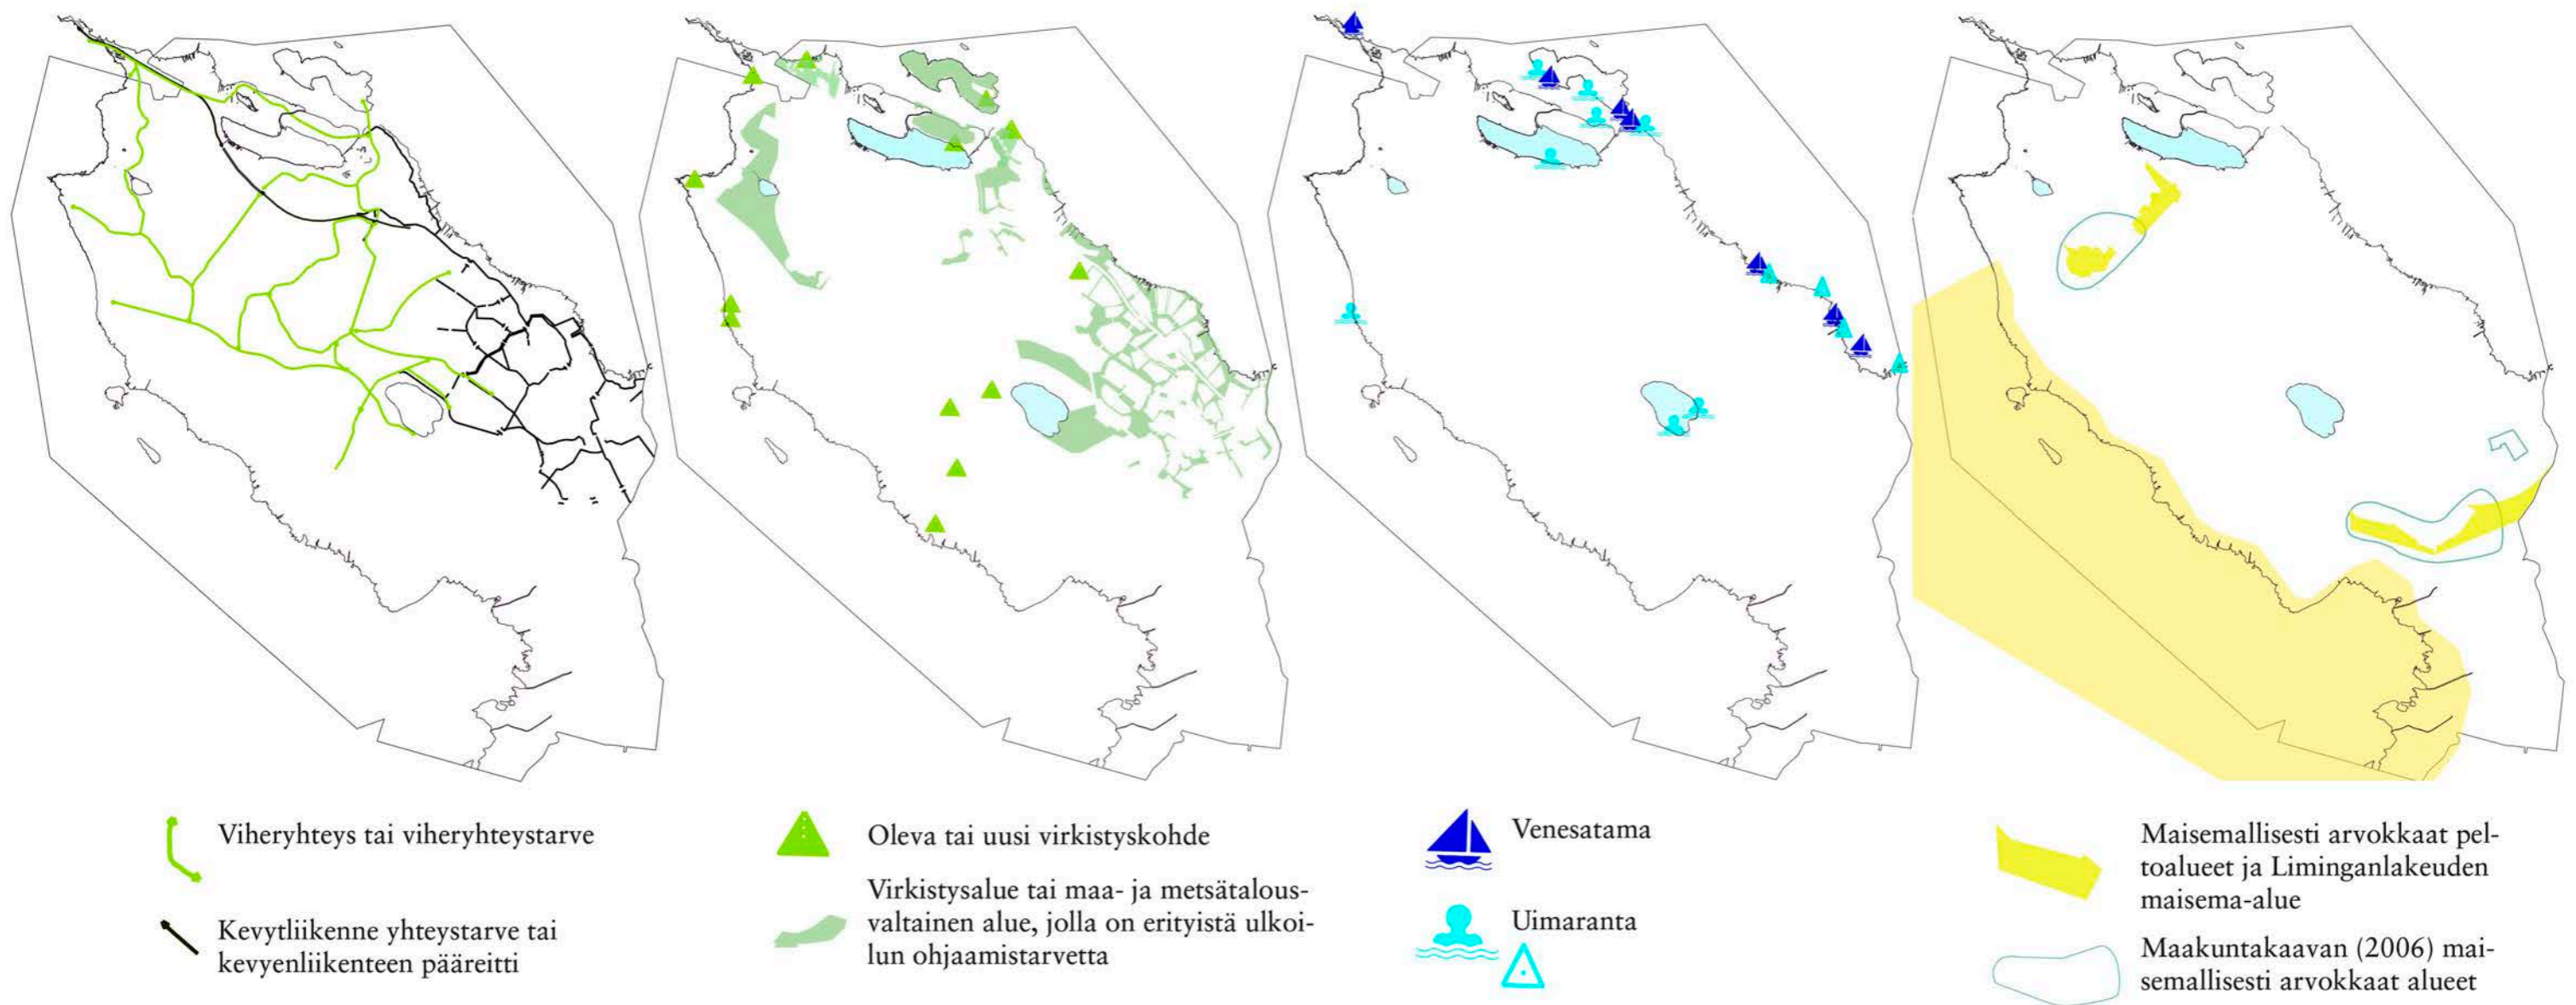 Viheryhteys tai viheryhteystarve
Kevytliikenne yhteystarve tai
kevyenliikenteen pääreitti
Oleva tai uusi virkistyskohde
Virkistysalue tai maa- ja metsätalous-
valtainen alue, jolla on erityistä ulkoi-
lun ohjaamistarvetta
Venesatama
Uimaranta
Maisemallisesti arvokkaat pel-
toalueet ja Liminganlakeuden
maisema-alue
Maakuntakaavan (2006) mai-
semallisesti arvokkaat alueet